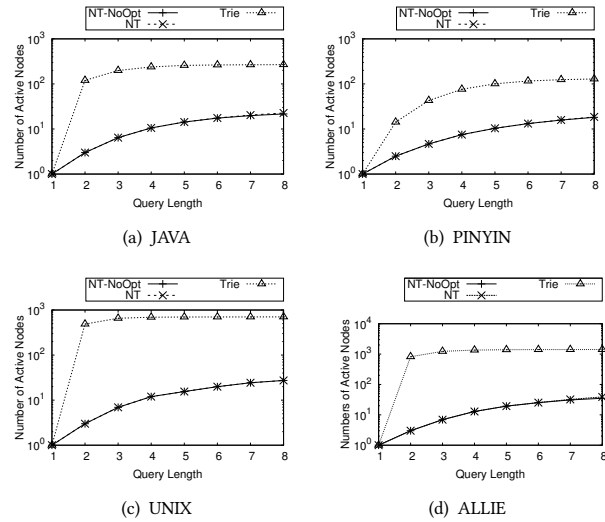 NT-NoOpt
NT
Trie
Number of Active Nodes
10^3
10^2
10^1
10^0
1 2 3 4 5 6 7 8
Query Length
(a) JAVA
NT-NoOpt
NT
Trie
Number of Active Nodes
10^3
10^2
10^1
10^0
1 2 3 4 5 6 7 8
Query Length
(b) PINYIN
NT-NoOpt
NT
Trie
Number of Active Nodes
10^3
10^2
10^1
10^0
1 2 3 4 5 6 7 8
Query Length
(c) UNIX
NT-NoOpt
NT
Trie
Numbers of Active Nodes
10^4
10^3
10^2
10^1
10^0
1 2 3 4 5 6 7 8
Query Length
(d) ALLIE